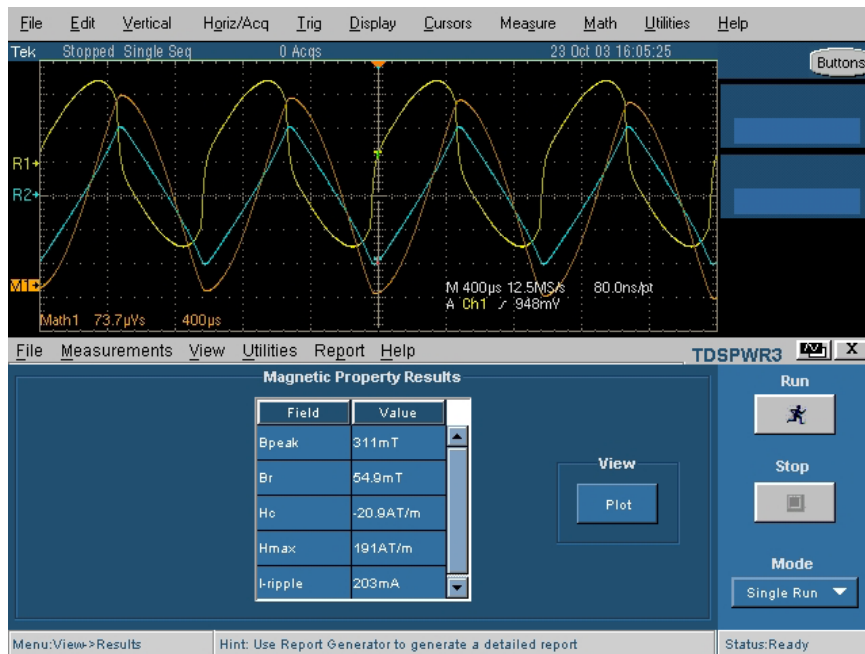 File Edit Vertical Horiz/Acq Trig Display Cursors Measure Math Utilities Help
Tek Stopped Single Seq 0 Acqs 23 Oct 03 16:05:25
Buttons
R1
R2
M1
M 400µs 12.5MS/s 80.0ns/pt
A Ch1 ∕ 948mV
Math1 73.7µVs 400µs
File Measurements View Utilities Report Help TDSPWR3 X
Magnetic Property Results
Field Value
Bpeak 311mT
Br 54.9mT
Hc -20.9AT/m
Hmax 191AT/m
I-ripple 203mA
View
Plot
Run
Stop
Mode
Single Run
Menu:View->Results Hint: Use Report Generator to generate a detailed report Status:Ready